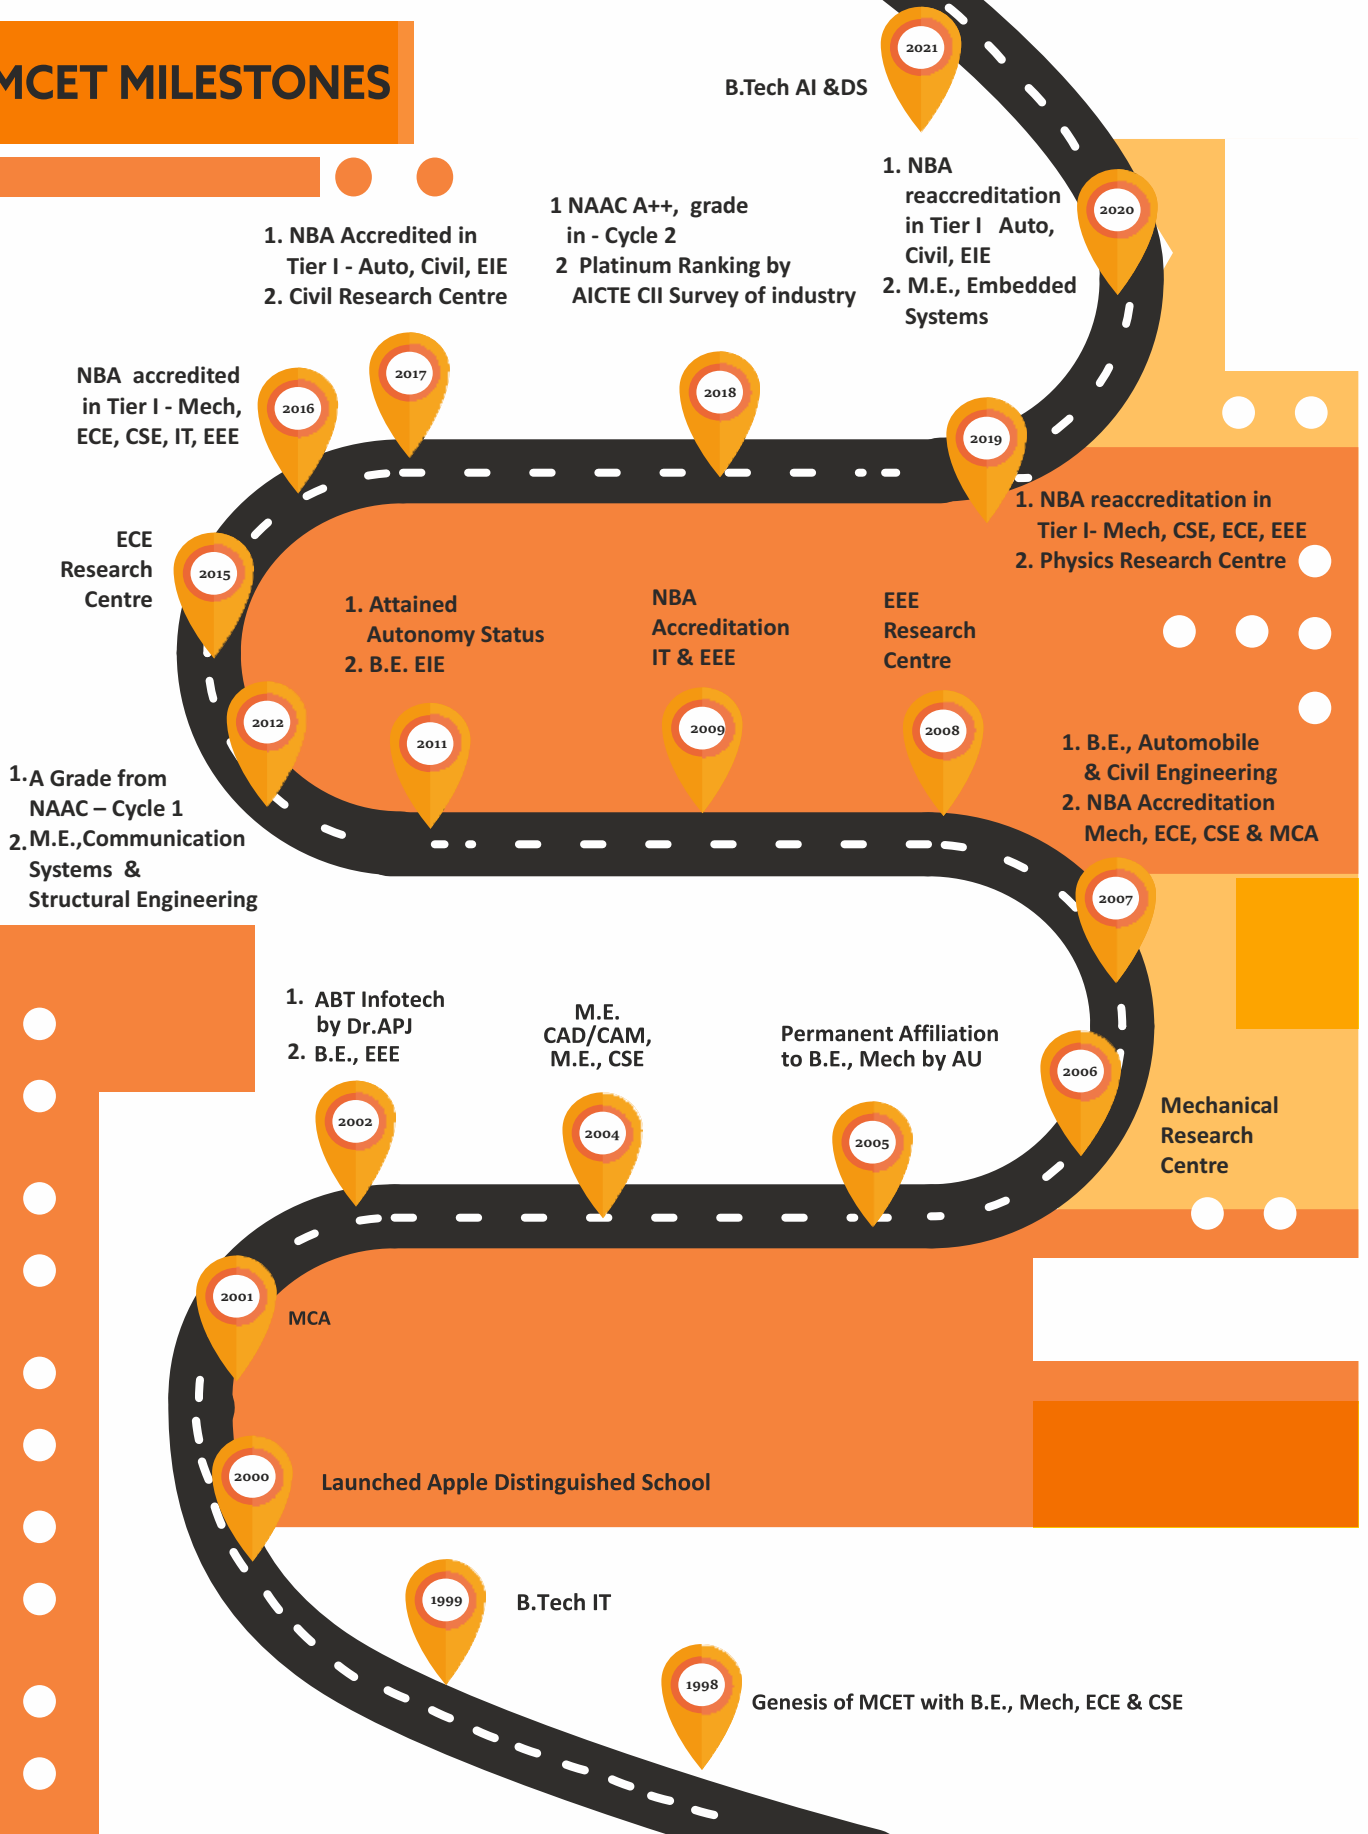 MCET MILESTONES
2021
B.Tech AI &DS
2020
1. NBA
reaccreditation
in Tier I Auto,
Civil, EIE
2. M.E., Embedded
Systems
2019
1. NBA reaccreditation in
Tier I- Mech, CSE, ECE, EEE
2. Physics Research Centre
2018
1 NAAC A++, grade
in - Cycle 2
2 Platinum Ranking by
AICTE CII Survey of industry
2017
1. NBA Accredited in
Tier I - Auto, Civil, EIE
2. Civil Research Centre
2016
NBA accredited
in Tier I - Mech,
ECE, CSE, IT, EEE
2015
ECE
Research
Centre
2012
1. A Grade from
NAAC – Cycle 1
2. M.E.,Communication
Systems &
Structural Engineering
2011
1. Attained
Autonomy Status
2. B.E. EIE
2009
NBA
Accreditation
IT & EEE
2008
EEE
Research
Centre
2007
1. B.E., Automobile
& Civil Engineering
2. NBA Accreditation
Mech, ECE, CSE & MCA
2006
Mechanical
Research
Centre
2005
Permanent Affiliation
to B.E., Mech by AU
2004
M.E.
CAD/CAM,
M.E., CSE
2002
1. ABT Infotech
by Dr.APJ
2. B.E., EEE
2001
MCA
2000
Launched Apple Distinguished School
1999
B.Tech IT
1998
Genesis of MCET with B.E., Mech, ECE & CSE